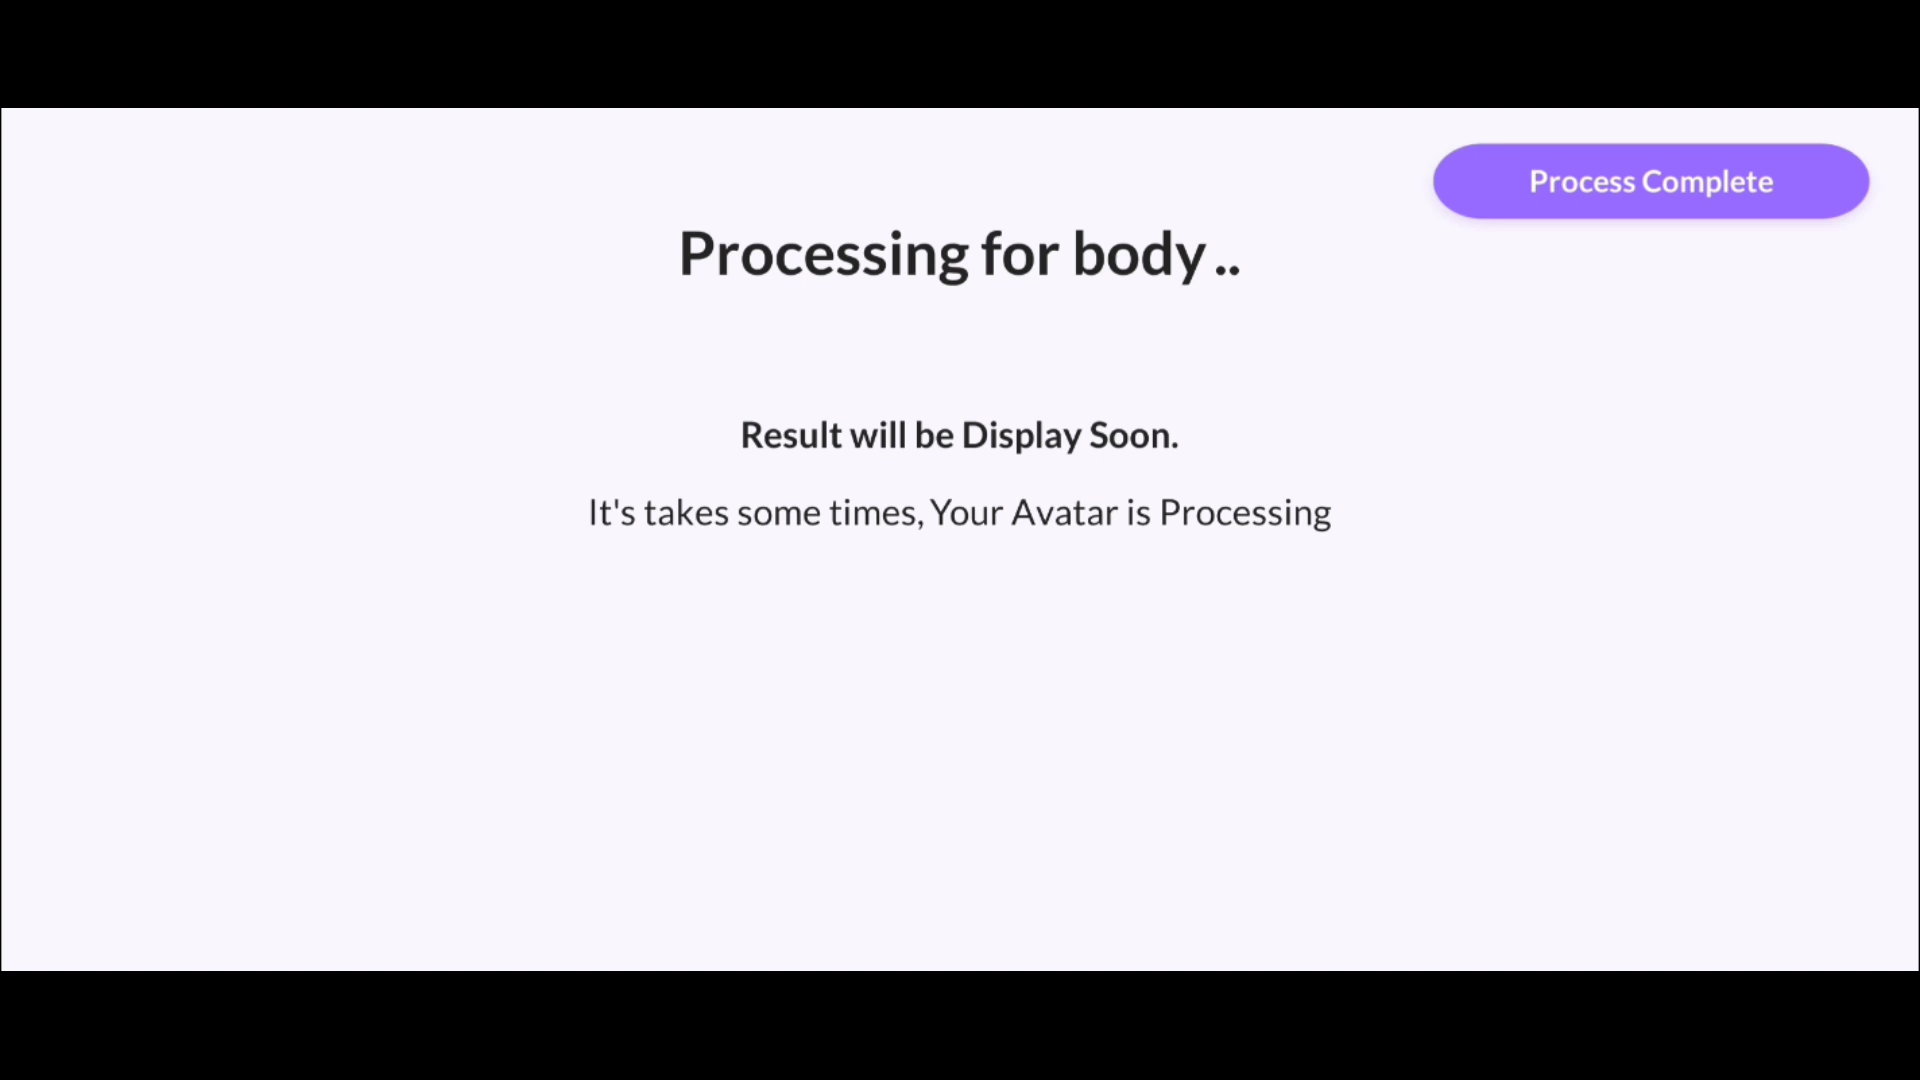 Process Complete
Processing for body ..
Result will be Display Soon.
It's takes some times, Your Avatar is Processing